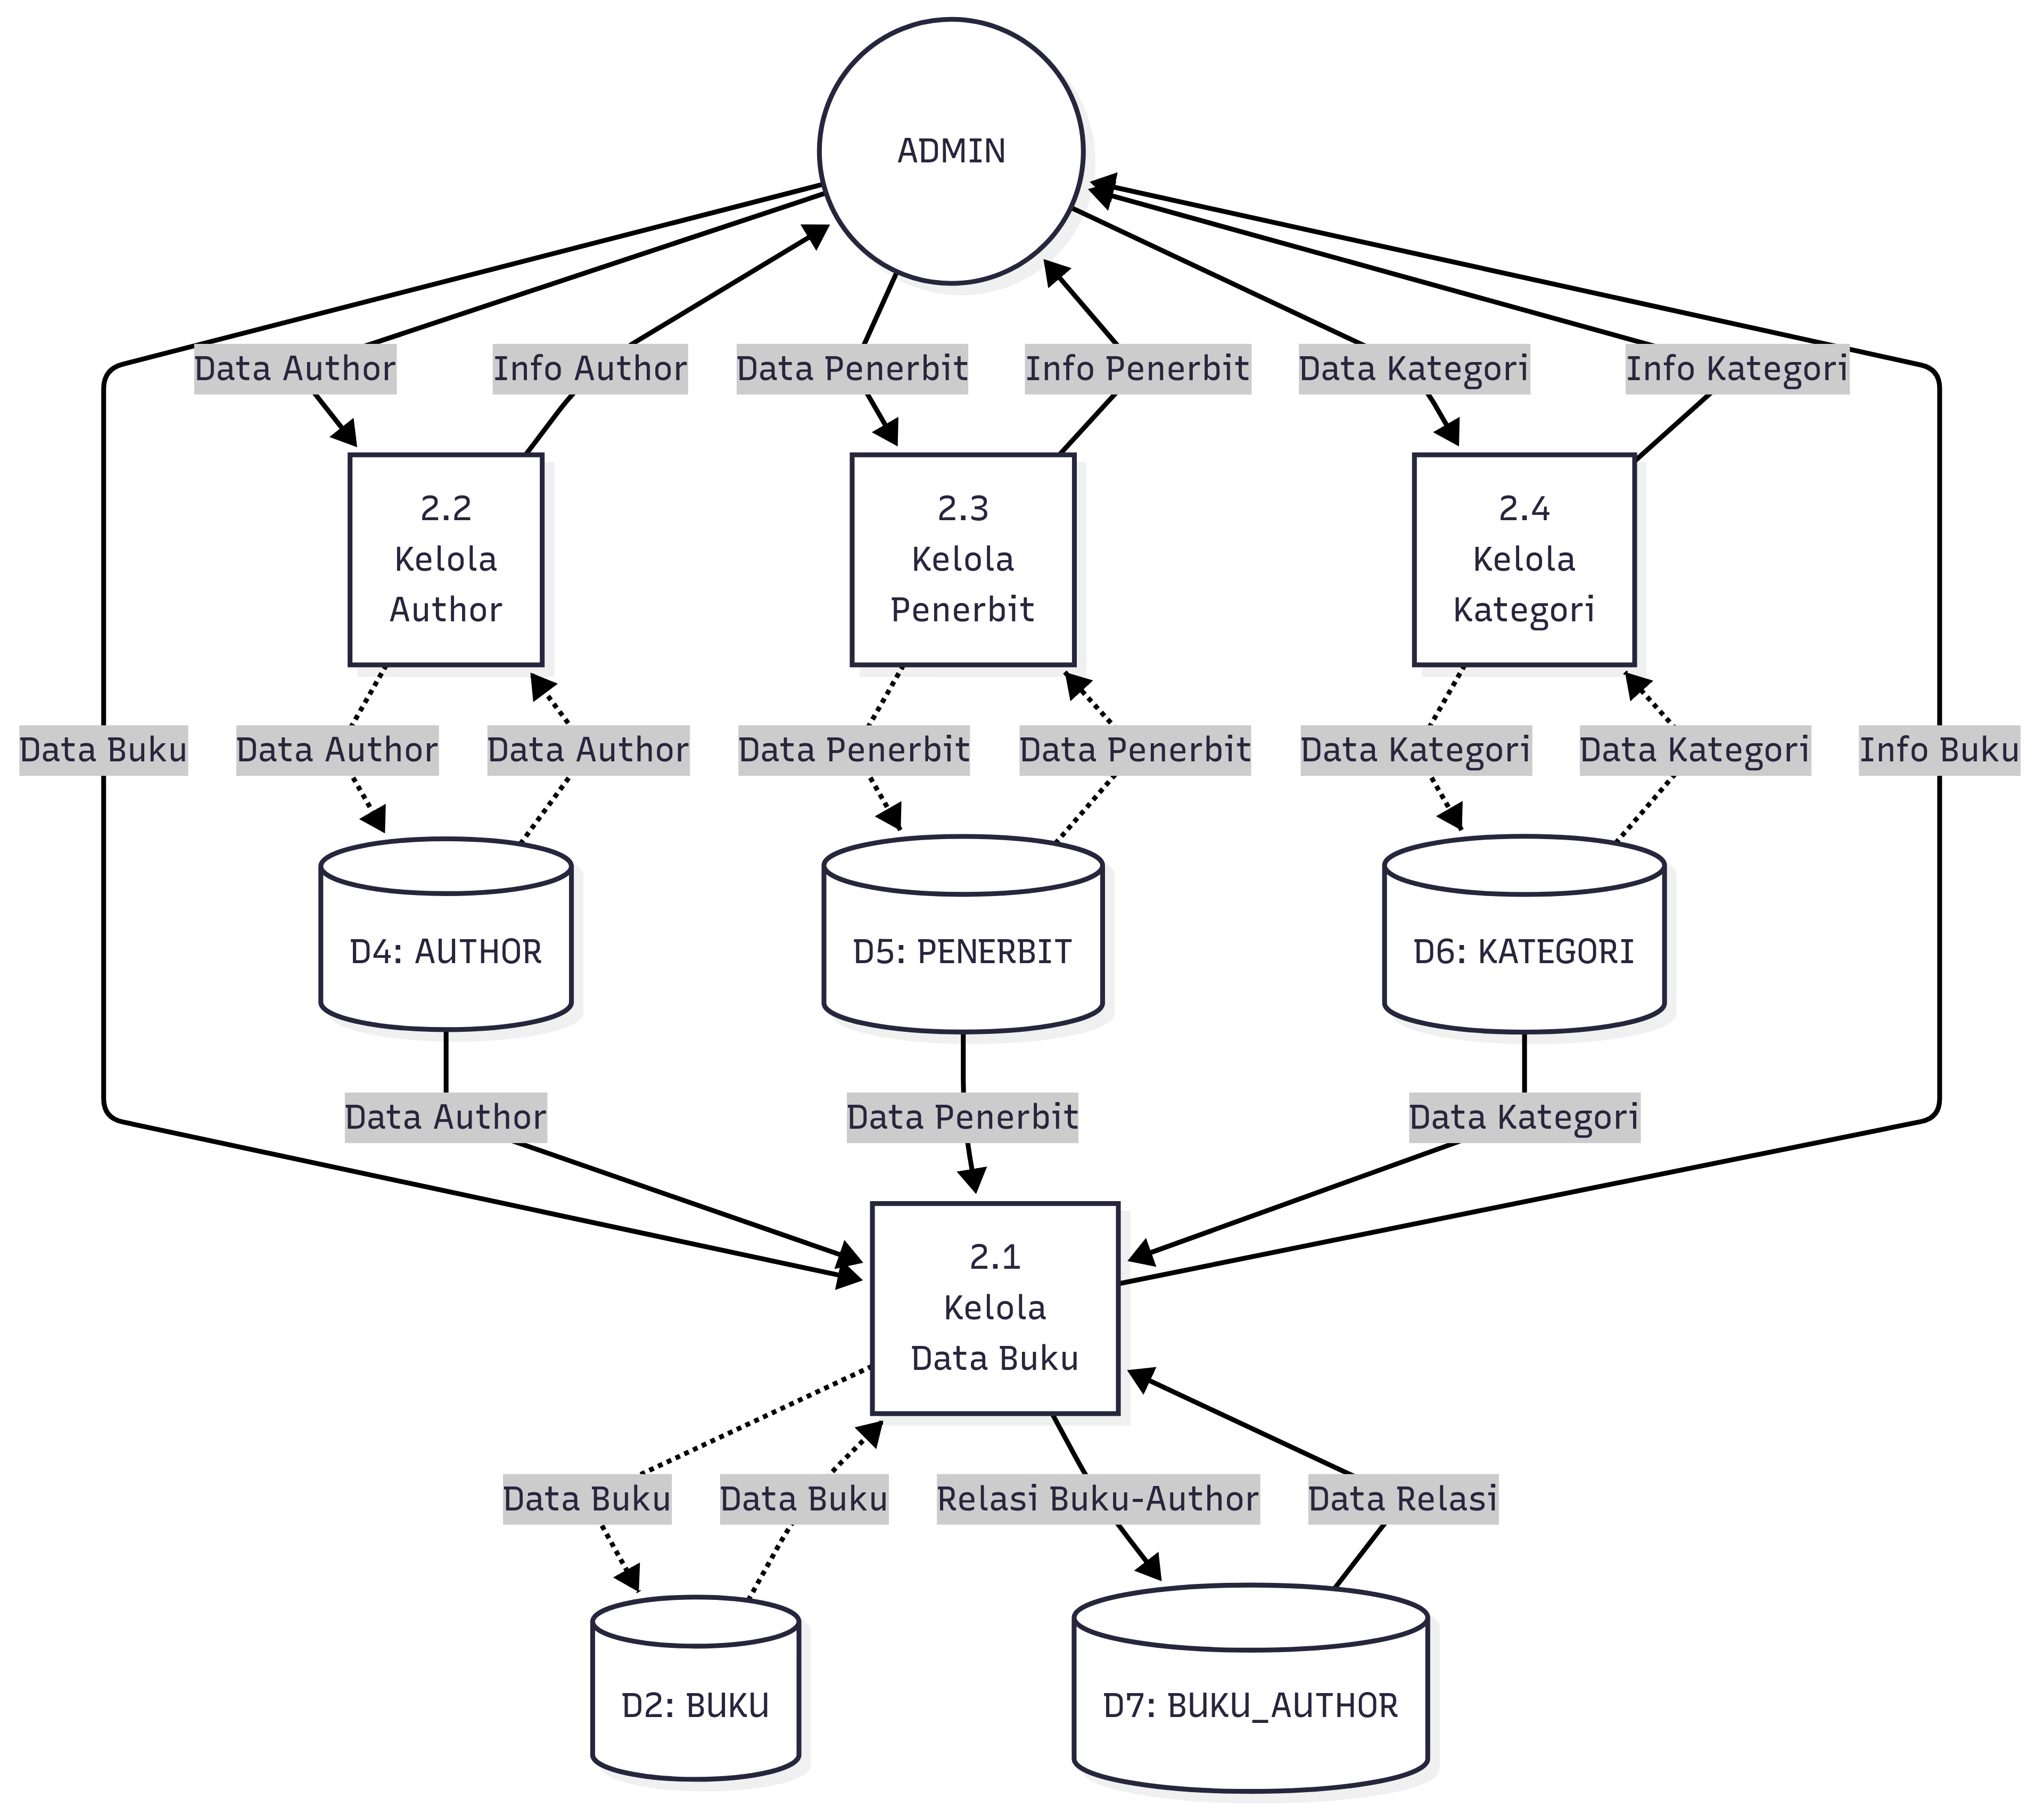 ADMIN
Data Author
Info Author
Data Penerbit
Info Penerbit
Data Kategori
Info Kategori
2.2
Kelola
Author
2.3
Kelola
Penerbit
2.4
Kelola
Kategori
Data Buku
Data Author
Data Author
Data Penerbit
Data Penerbit
Data Kategori
Data Kategori
Info Buku
D4: AUTHOR
D5: PENERBIT
D6: KATEGORI
Data Author
Data Penerbit
Data Kategori
2.1
Kelola
Data Buku
Data Buku
Data Buku
Relasi Buku-Author
Data Relasi
D2: BUKU
D7: BUKU_AUTHOR